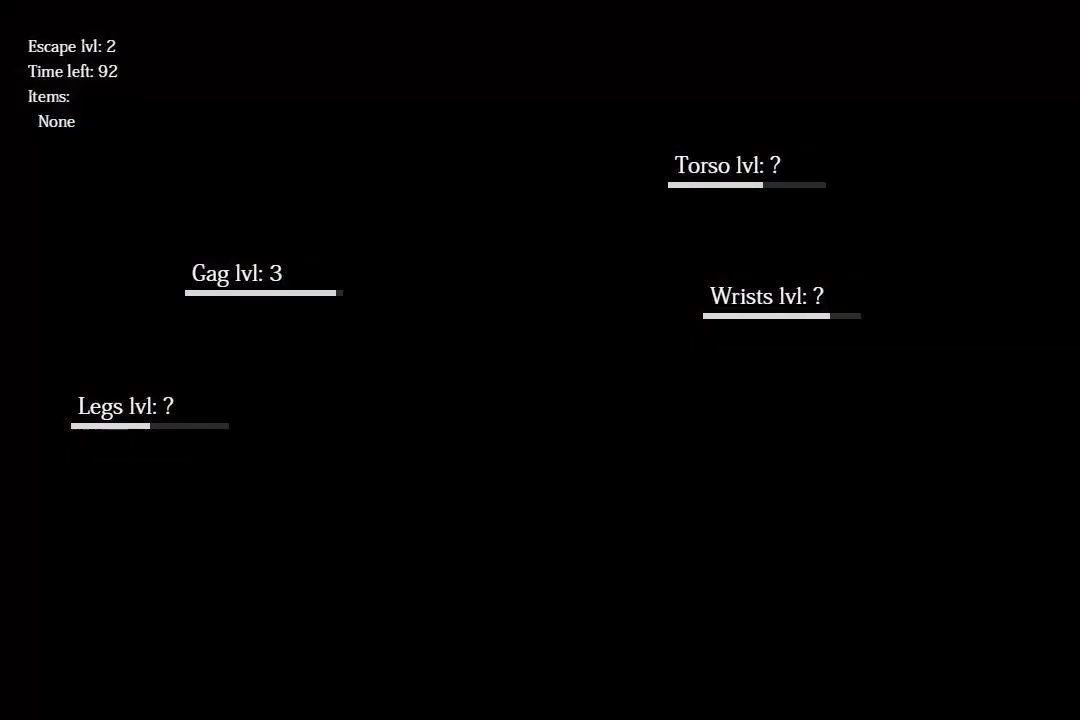 Escape lvl: 2
Time left: 92
Items:
None
Torso lvl: ?
Gag lvl: 3
Wrists lvl: ?
Legs lvl: ?